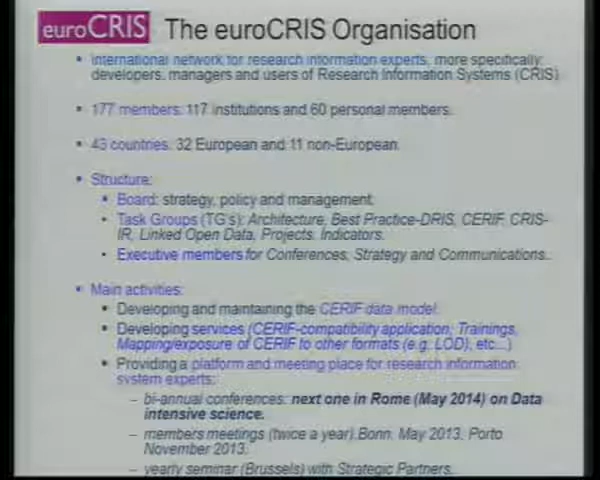 euroCRIS The euroCRIS Organisation
• International network for research information experts, more specifically:
developers, managers and users of Research Information Systems (CRIS)
• 177 members: 117 institutions and 60 personal members.
• 43 countries: 32 European and 11 non-European.
• Structure:
• Board: strategy, policy and management.
• Task Groups (TG's): Architecture, Best Practice-DRIS, CERIF, CRIS-
IR, Linked Open Data, Projects, Indicators.
• Executive members for Conferences, Strategy and Communications..
• Main activities:
• Developing and maintaining the CERIF data model.
• Developing services (CERIF-compatibility application, Trainings,
Mapping/exposure of CERIF to other formats (e.g. LOD), etc...)
• Providing a platform and meeting place for research information
system experts:
– bi-annual conferences: next one in Rome (May 2014) on Data
intensive science.
– members meetings (twice a year).Bonn: May 2013, Porto
November 2013.
– yearly seminar (Brussels) with Strategic Partners.